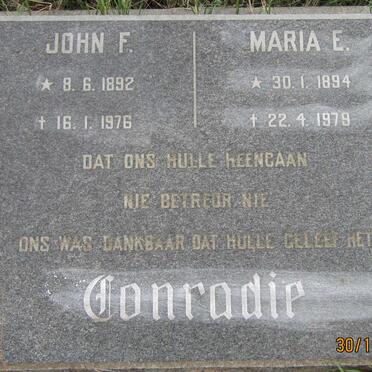 JOHN F. MARIA E.
★ 8. 6. 1892 ★ 30. 1. 1894
✝ 16. 1. 1976 ✝ 22. 4. 1979
DAT ONS HULLE HEENGAAN
NIE BETREUR NIE
ONS WAS DANKBAAR DAT HULLE GELEEF HET
Conradie
30/1